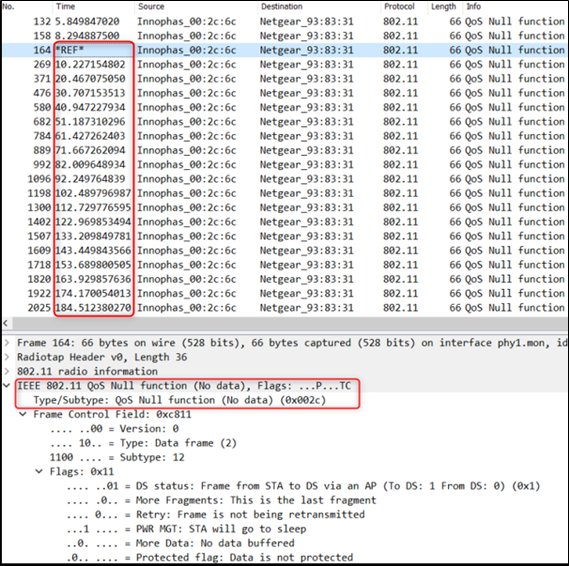 No. Time Source Destination Protocol Length Info
132 5.849847020 Innophas_00:2c:6c Netgear_93:83:31 802.11 66 QoS Null function
158 8.294887500 Innophas_00:2c:6c Netgear_93:83:31 802.11 66 QoS Null function
164 *REF* Innophas_00:2c:6c Netgear_93:83:31 802.11 66 QoS Null function
269 10.227154802 Innophas_00:2c:6c Netgear_93:83:31 802.11 66 QoS Null function
371 20.467075050 Innophas_00:2c:6c Netgear_93:83:31 802.11 66 QoS Null function
476 30.707153513 Innophas_00:2c:6c Netgear_93:83:31 802.11 66 QoS Null function
580 40.947227934 Innophas_00:2c:6c Netgear_93:83:31 802.11 66 QoS Null function
682 51.187310296 Innophas_00:2c:6c Netgear_93:83:31 802.11 66 QoS Null function
784 61.427262403 Innophas_00:2c:6c Netgear_93:83:31 802.11 66 QoS Null function
889 71.667262094 Innophas_00:2c:6c Netgear_93:83:31 802.11 66 QoS Null function
992 82.009648934 Innophas_00:2c:6c Netgear_93:83:31 802.11 66 QoS Null function
1096 92.249764839 Innophas_00:2c:6c Netgear_93:83:31 802.11 66 QoS Null function
1198 102.489796987 Innophas_00:2c:6c Netgear_93:83:31 802.11 66 QoS Null function
1300 112.729776595 Innophas_00:2c:6c Netgear_93:83:31 802.11 66 QoS Null function
1402 122.969853494 Innophas_00:2c:6c Netgear_93:83:31 802.11 66 QoS Null function
1507 133.209849781 Innophas_00:2c:6c Netgear_93:83:31 802.11 66 QoS Null function
1609 143.449843566 Innophas_00:2c:6c Netgear_93:83:31 802.11 66 QoS Null function
1718 153.689800505 Innophas_00:2c:6c Netgear_93:83:31 802.11 66 QoS Null function
1820 163.929857636 Innophas_00:2c:6c Netgear_93:83:31 802.11 66 QoS Null function
1922 174.170054013 Innophas_00:2c:6c Netgear_93:83:31 802.11 66 QoS Null function
2025 184.512380270 Innophas_00:2c:6c Netgear_93:83:31 802.11 66 QoS Null function
Frame 164: 66 bytes on wire (528 bits), 66 bytes captured (528 bits) on interface phy1.mon, id
Radiotap Header v0, Length 36
802.11 radio information
IEEE 802.11 QoS Null function (No data), Flags: ...P...TC
Type/Subtype: QoS Null function (No data) (0x002c)
Frame Control Field: 0xc811
.... ..00 = Version: 0
.... 10.. = Type: Data frame (2)
1100 .... = Subtype: 12
Flags: 0x11
.... ..01 = DS status: Frame from STA to DS via an AP (To DS: 1 From DS: 0) (0x1)
.... .0.. = More Fragments: This is the last fragment
.... 0... = Retry: Frame is not being retransmitted
...1 .... = PWR MGT: STA will go to sleep
..0. .... = More Data: No data buffered
.0.. .... = Protected flag: Data is not protected